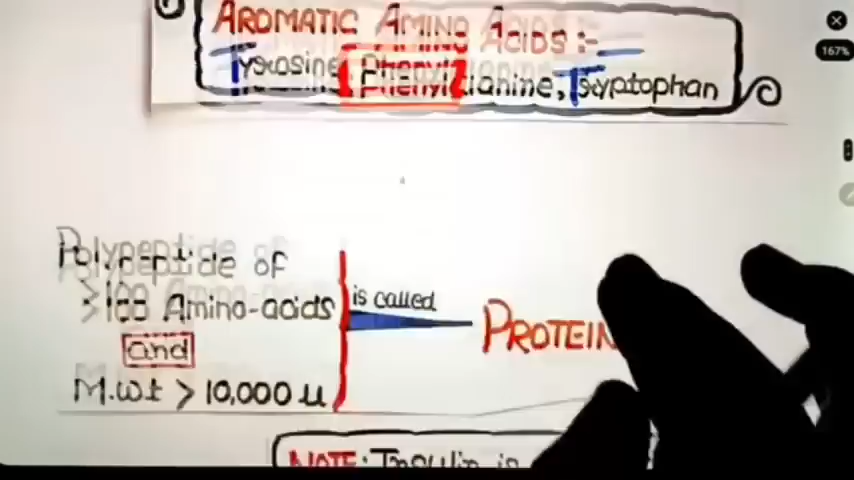 AROMATIC AMINO ACIDS :-
Tyrosine, Phenylalanine, Tryptophan
Polypeptide of
>100 Amino-acids
and
M.wt > 10,000 u
is called
PROTEIN
NOTE: Insulin is
167%